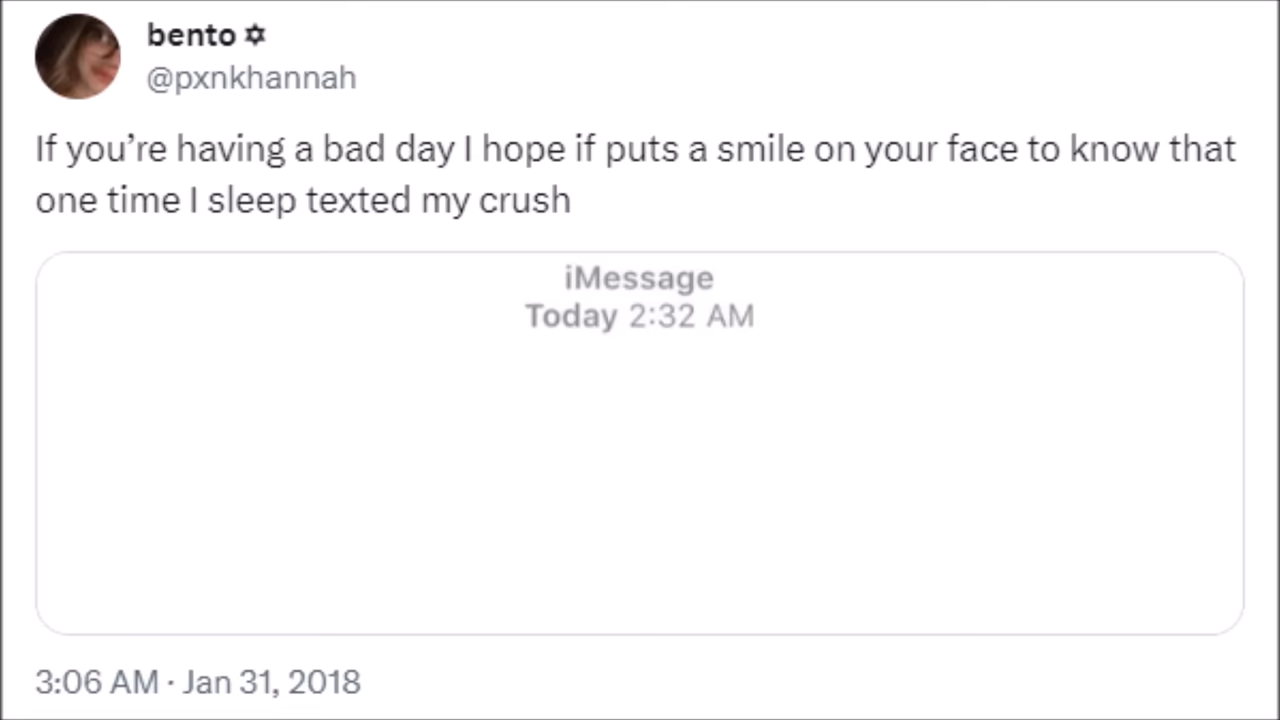 bento ✡
@pxnkhannah
If you’re having a bad day I hope if puts a smile on your face to know that
one time I sleep texted my crush
iMessage
Today 2:32 AM
3:06 AM · Jan 31, 2018